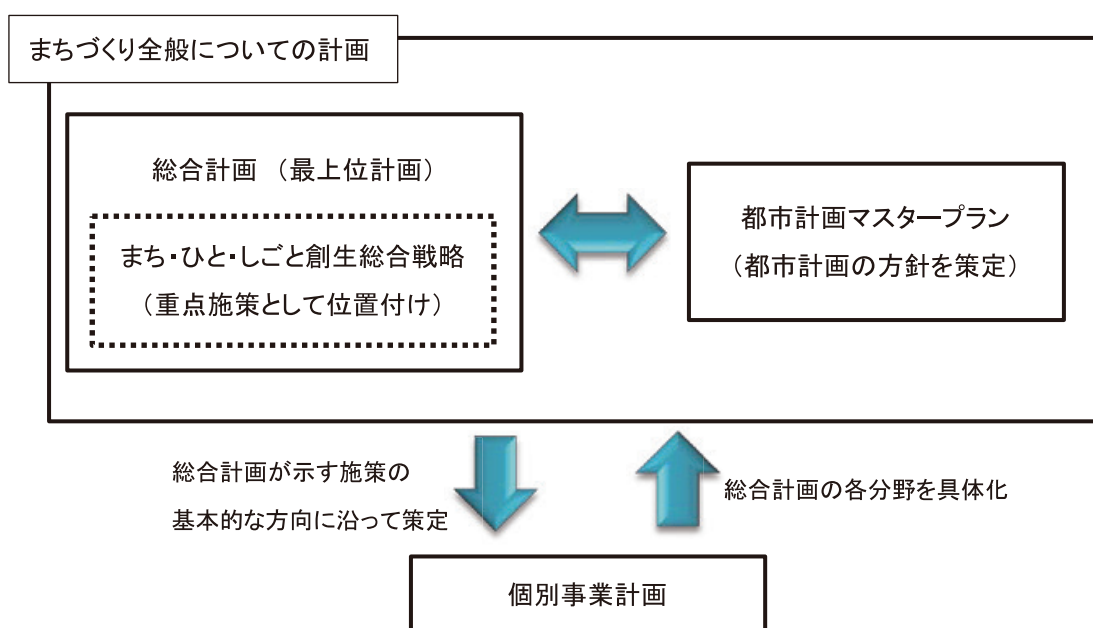 まちづくり全般についての計画
総合計画 （最上位計画）
まち・ひと・しごと創生総合戦略
（重点施策として位置付け）
都市計画マスタープラン
（都市計画の方針を策定）
総合計画が示す施策の
基本的な方向に沿って策定
総合計画の各分野を具体化
個別事業計画